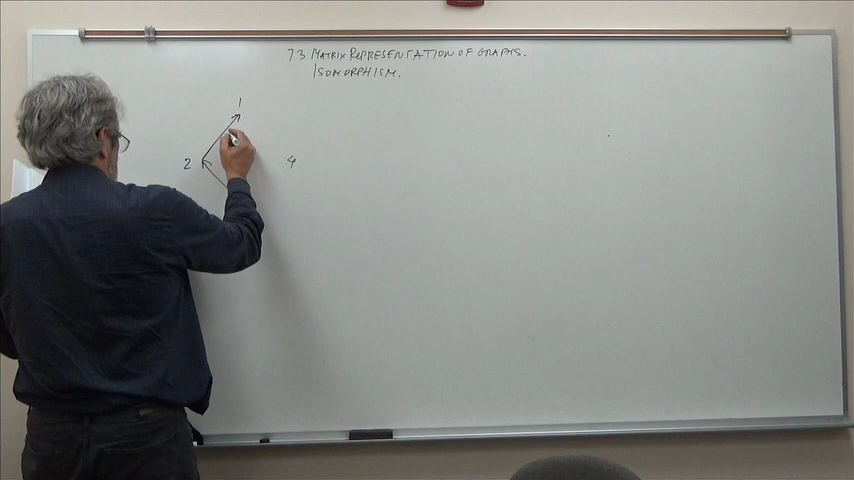 7.3 MATRIX REPRESENTATION OF GRAPHS.
ISOMORPHISM.
1
2 4